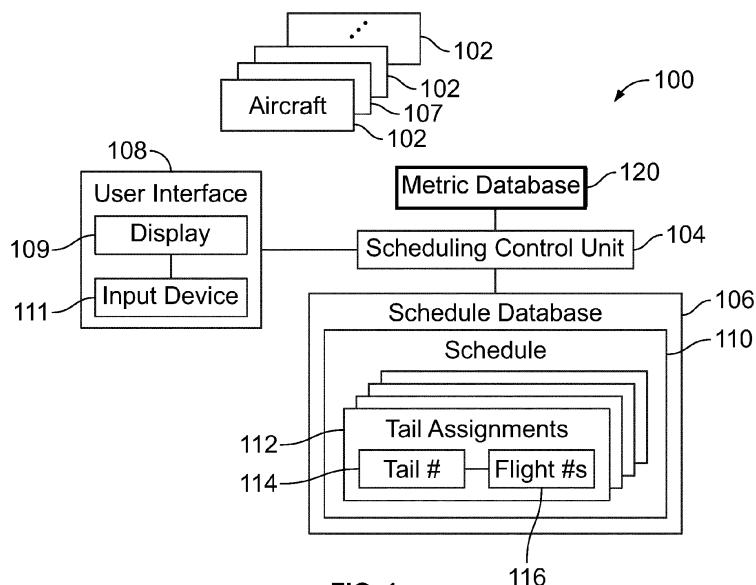 102
102
107
Aircraft
102
100
108
User Interface
Metric Database
120
109
Display
Scheduling Control Unit
104
111
Input Device
Schedule Database
106
Schedule
110
112
Tail Assignments
114
Tail #
Flight #s
116